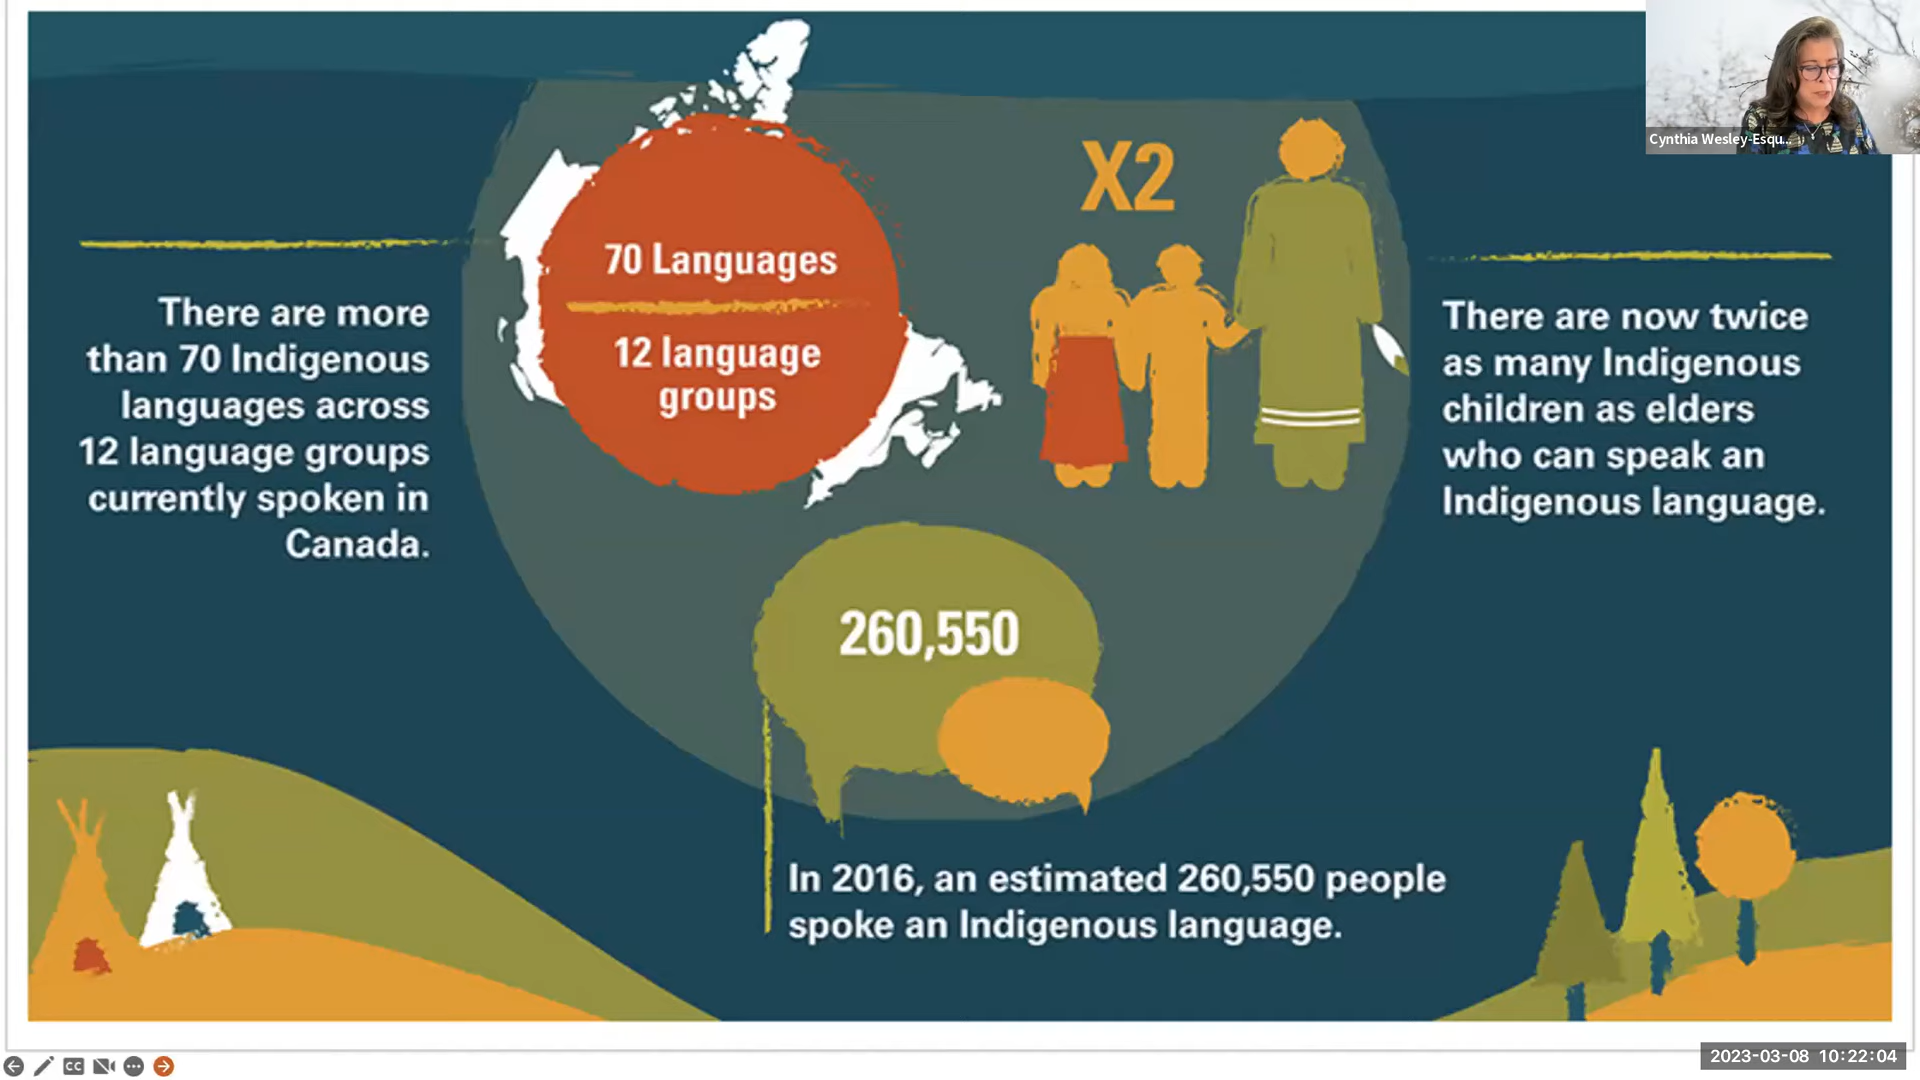 Cynthia Wesley-Esqu...
70 Languages
12 language
groups
X2
There are more
than 70 Indigenous
languages across
12 language groups
currently spoken in
Canada.
There are now twice
as many Indigenous
children as elders
who can speak an
Indigenous language.
260,550
In 2016, an estimated 260,550 people
spoke an Indigenous language.
CC
2023-03-08 10:22:04